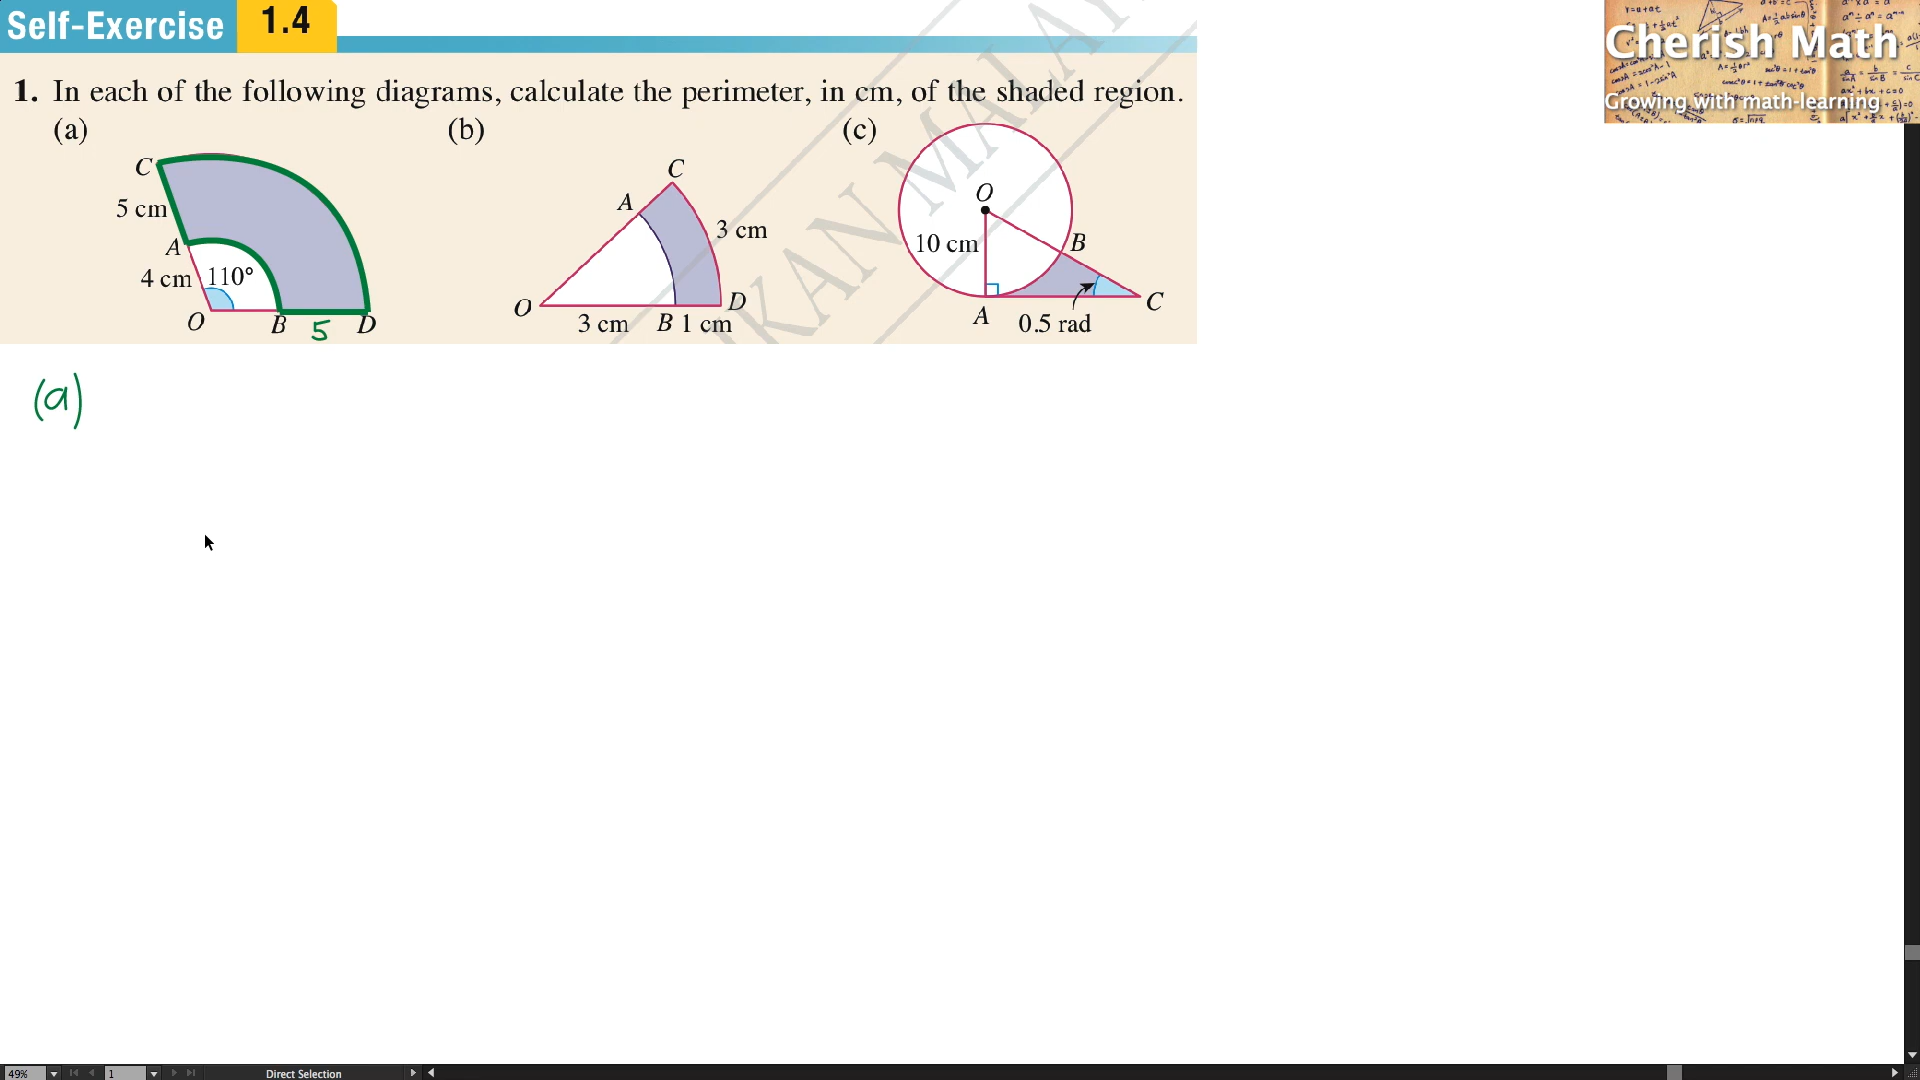 Self-Exercise 1.4
Cherish Math
Growing with math-learning
1. In each of the following diagrams, calculate the perimeter, in cm, of the shaded region.
(a) (b) (c)
C
5 cm
A
4 cm 110°
O B 5 D
C
A
3 cm
O D
3 cm B 1 cm
O
10 cm B
C
A 0.5 rad
KAN MALAY
(a)
49% 1 Direct Selection